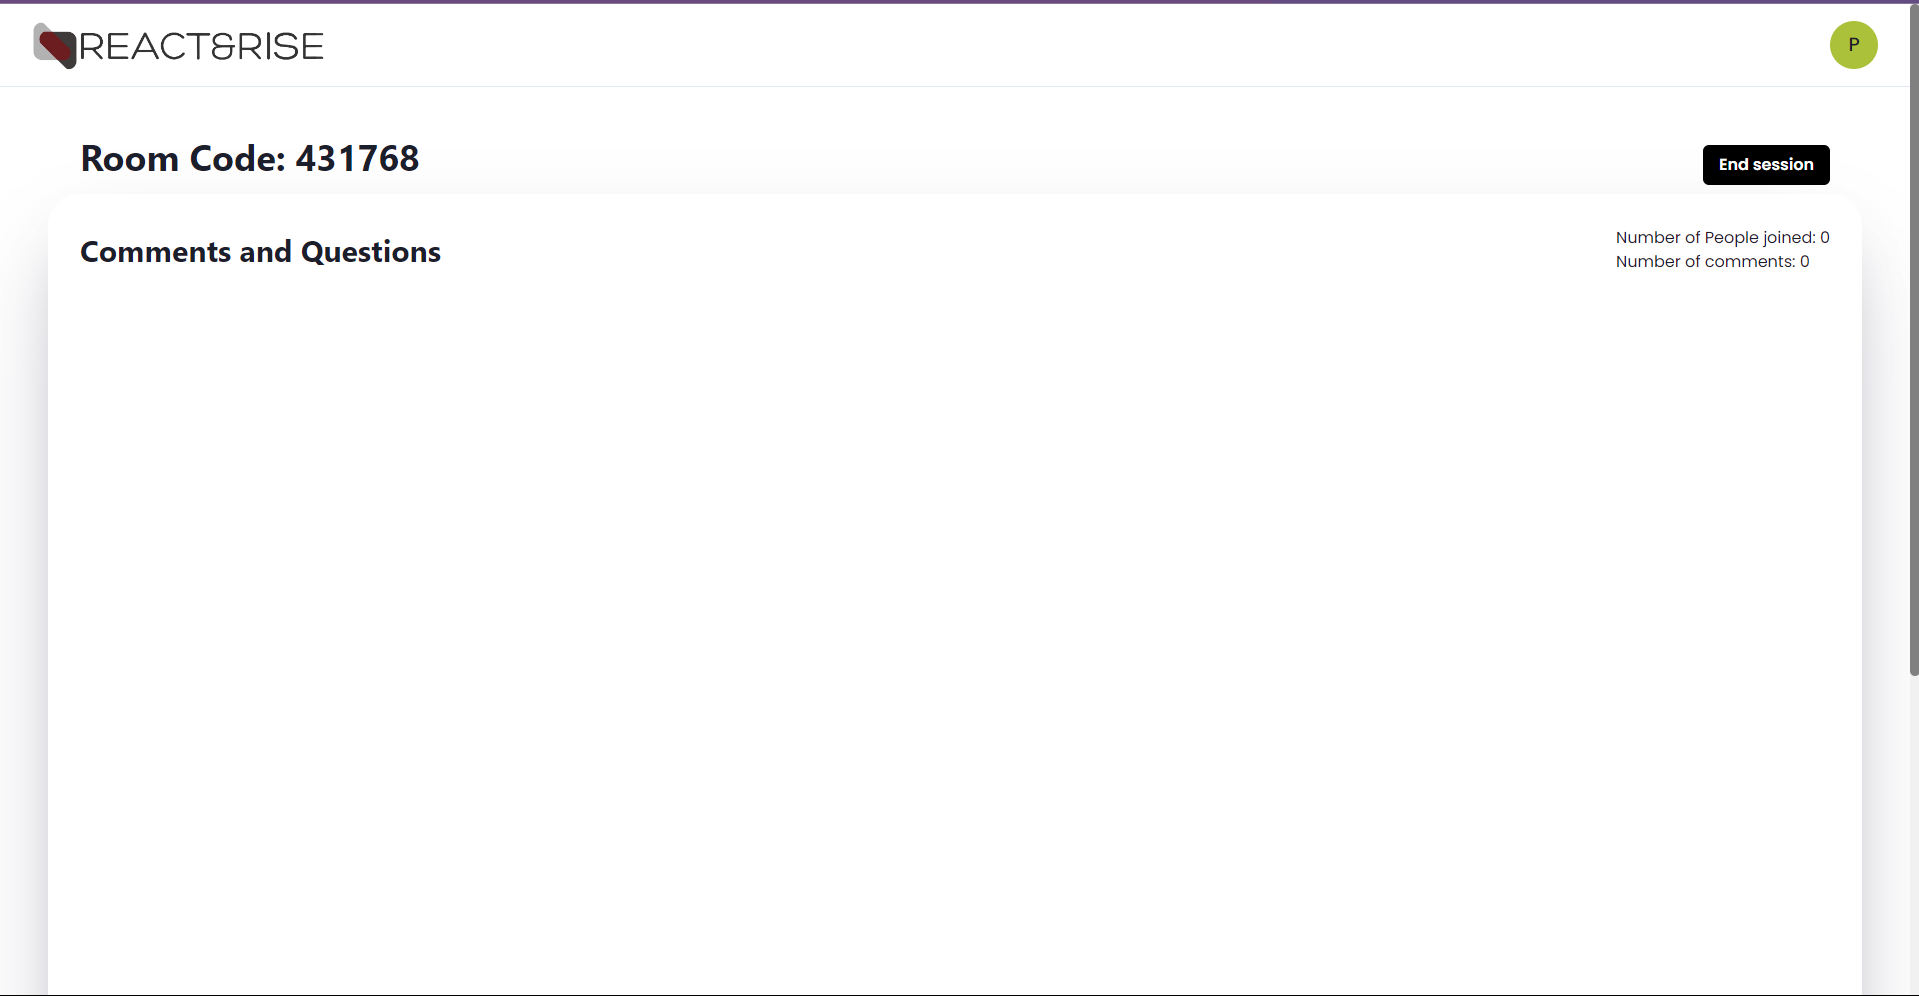 REACT&RISE
P
Room Code: 431768
End session
Comments and Questions
Number of People joined: 0
Number of comments: 0